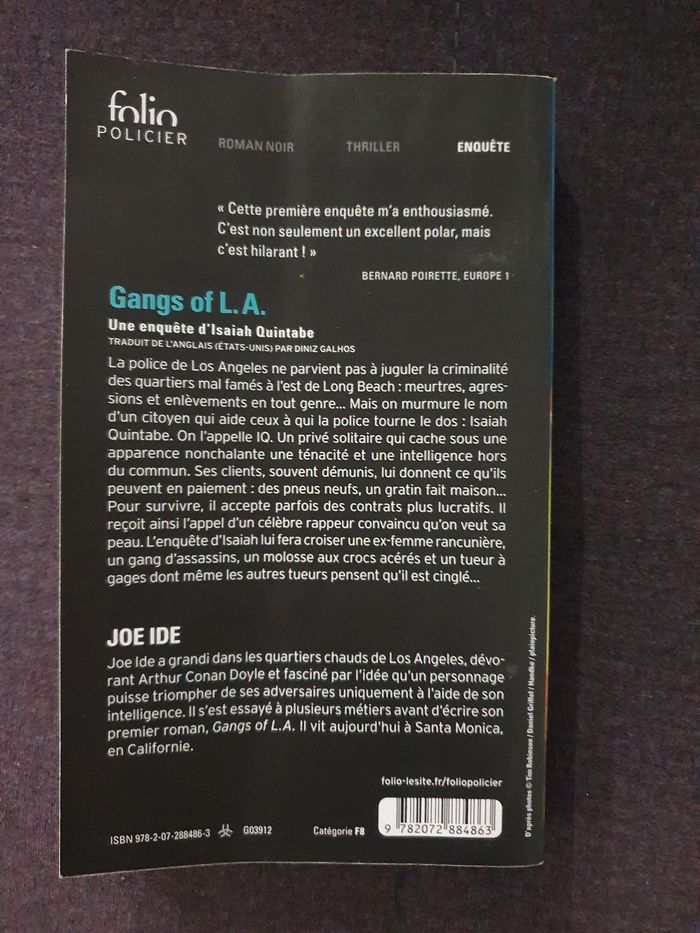 folio
POLICIER
ROMAN NOIR THRILLER ENQUÊTE
« Cette première enquête m'a enthousiasmé.
C'est non seulement un excellent polar, mais
c'est hilarant ! »
BERNARD POIRETTE, EUROPE 1
Gangs of L.A.
Une enquête d'Isaiah Quintabe
TRADUIT DE L'ANGLAIS (ÉTATS-UNIS) PAR DINIZ GALHOS
La police de Los Angeles ne parvient pas à juguler la criminalité
des quartiers mal famés à l'est de Long Beach : meurtres, agres-
sions et enlèvements en tout genre... Mais on murmure le nom
d'un citoyen qui aide ceux à qui la police tourne le dos : Isaiah
Quintabe. On l'appelle IQ. Un privé solitaire qui cache sous une
apparence nonchalante une ténacité et une intelligence hors
du commun. Ses clients, souvent démunis, lui donnent ce qu'ils
peuvent en paiement : des pneus neufs, un gratin fait maison...
Pour survivre, il accepte parfois des contrats plus lucratifs. Il
reçoit ainsi l'appel d'un célèbre rappeur convaincu qu'on veut sa
peau. L'enquête d'Isaiah lui fera croiser une ex-femme rancunière,
un gang d'assassins, un molosse aux crocs acérés et un tueur à
gages dont même les autres tueurs pensent qu'il est cinglé...
JOE IDE
Joe Ide a grandi dans les quartiers chauds de Los Angeles, dévo-
rant Arthur Conan Doyle et fasciné par l'idée qu'un personnage
puisse triompher de ses adversaires uniquement à l'aide de son
intelligence. Il s'est essayé à plusieurs métiers avant d'écrire son
premier roman, Gangs of L.A. Il vit aujourd'hui à Santa Monica,
en Californie.
folio-lesite.fr/foliopolicier
ISBN 978-2-07-288486-3 G03912 Catégorie F8
9 782072 884863
D'après photos © Tim Robinson / Daniel Griffel / Handke / plainpicture.